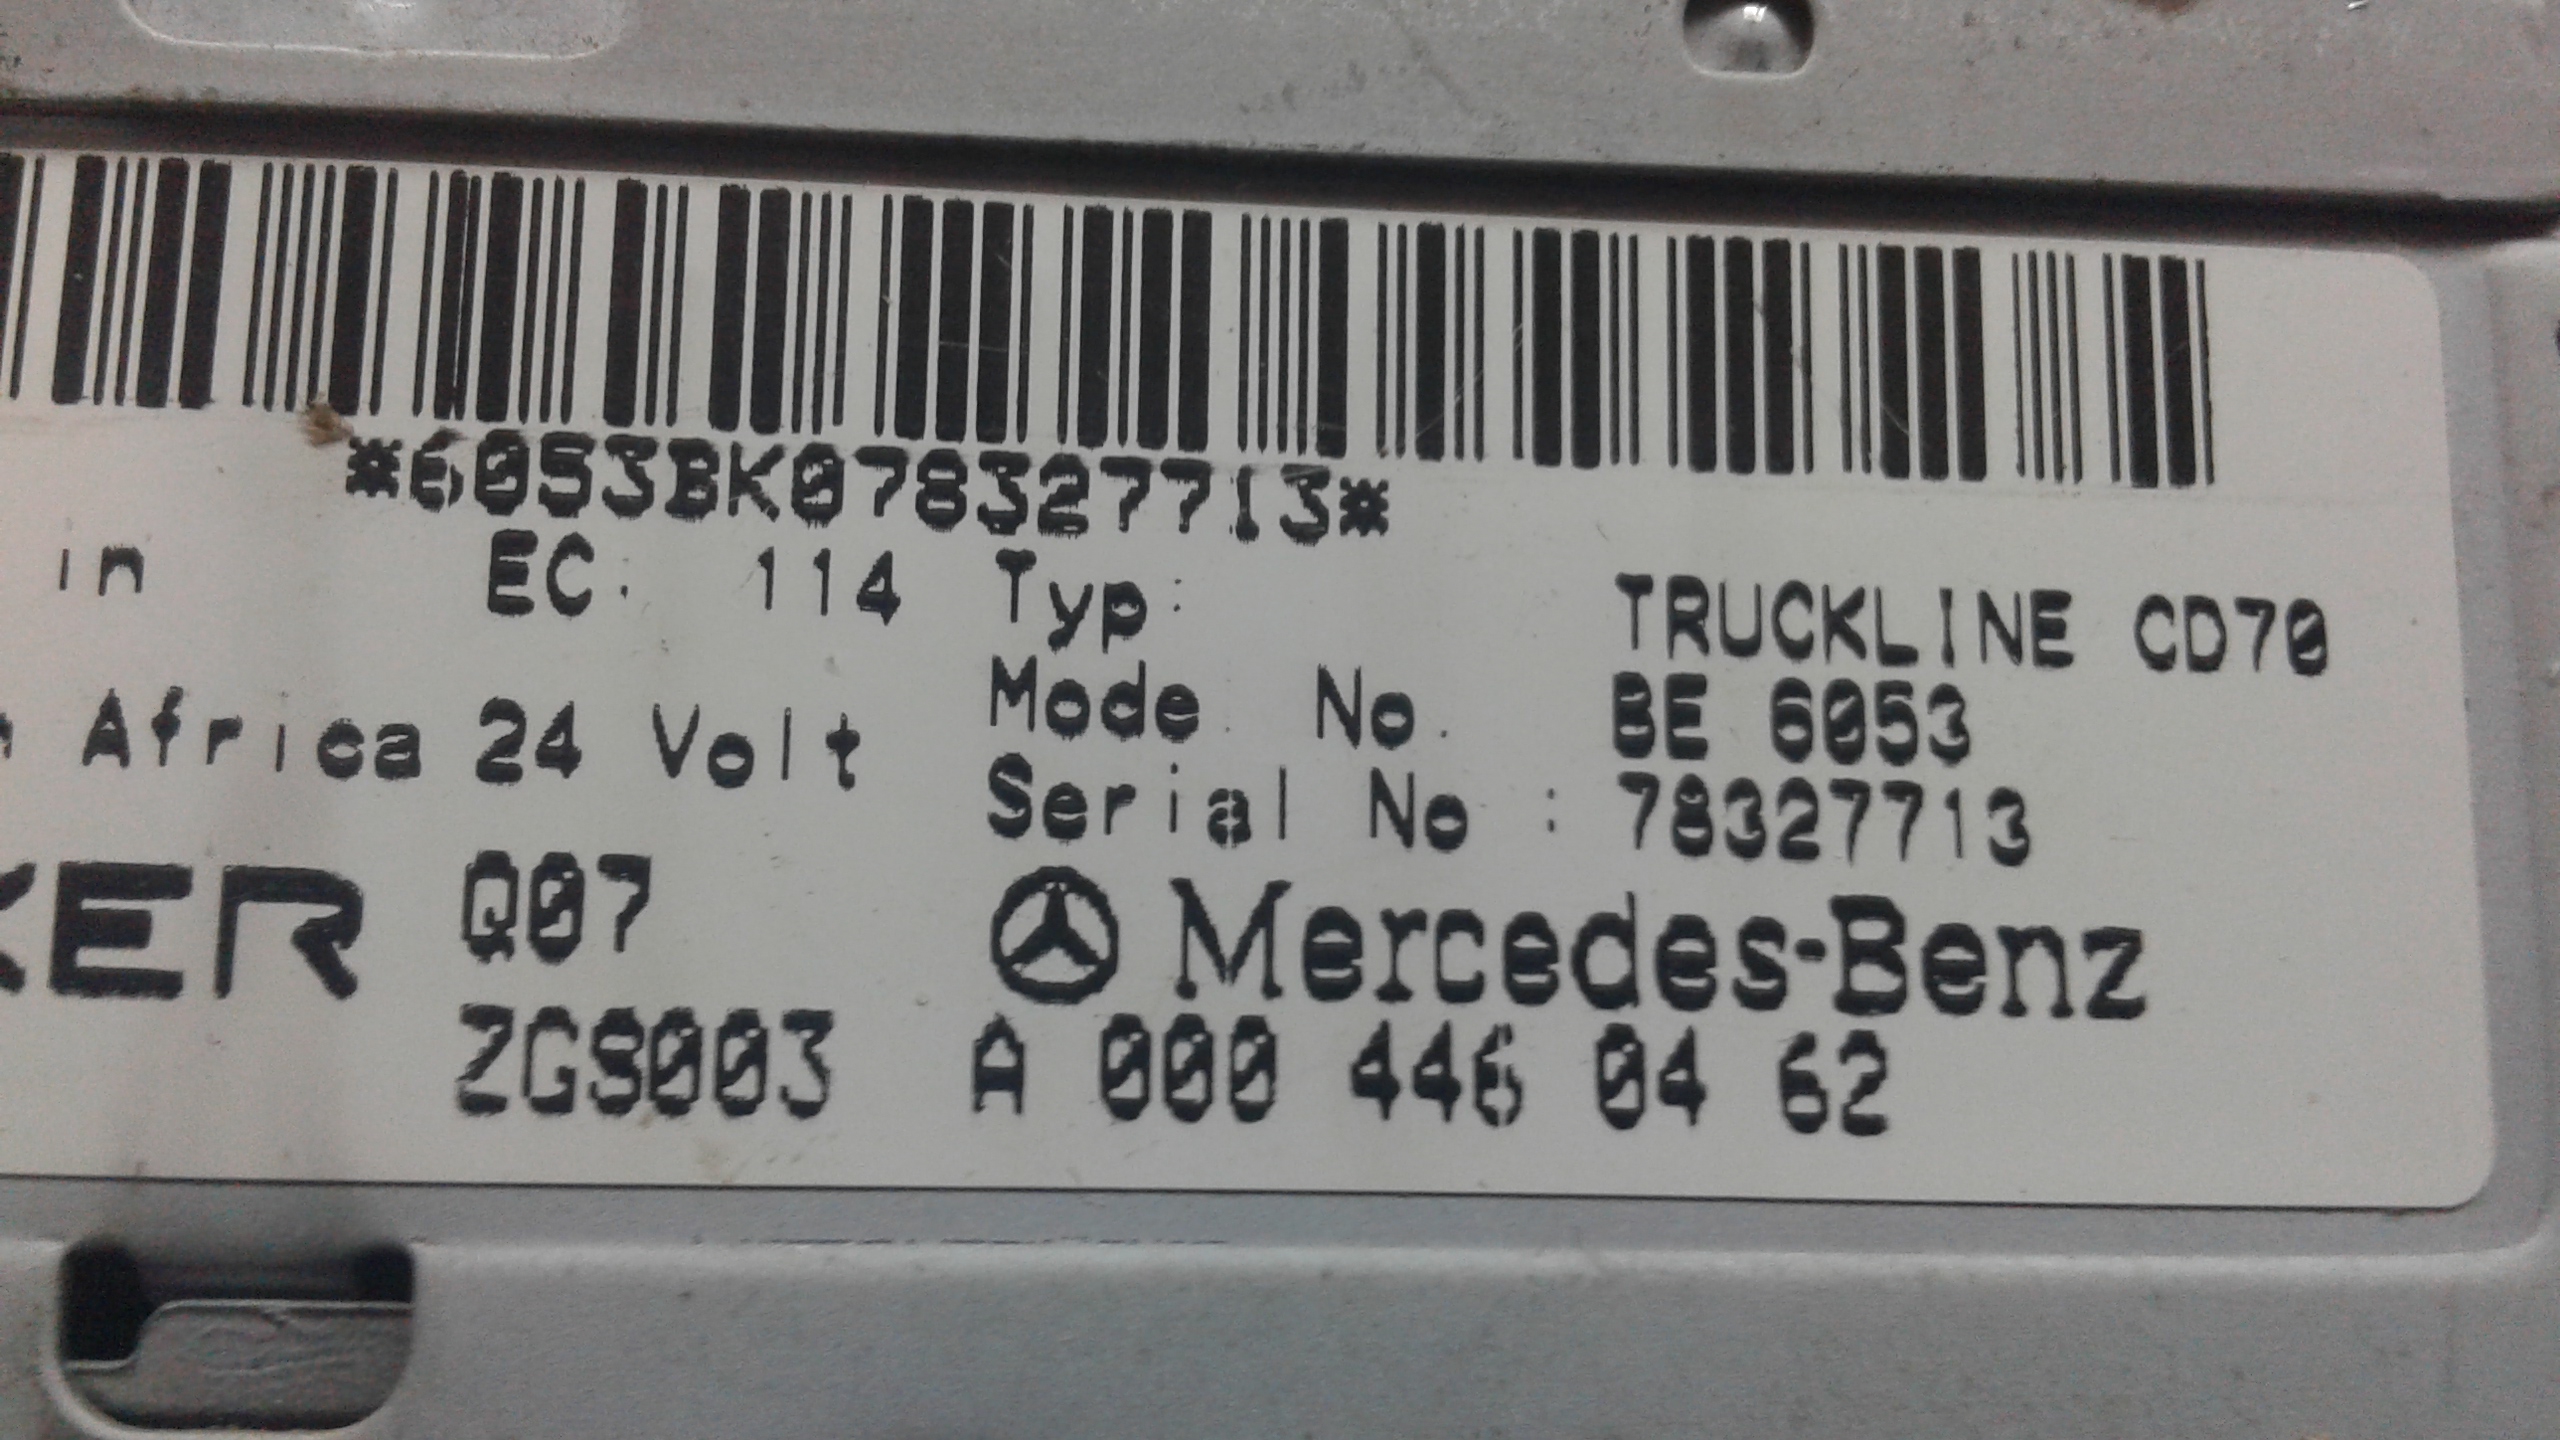 *6053BK078327713*
in EC. 114 Typ: TRUCKLINE CD70
Mode No. BE 6053
Africa 24 Volt
Serial No : 78327713
KER Q07 Mercedes-Benz
ZGS003 A 000 446 04 62